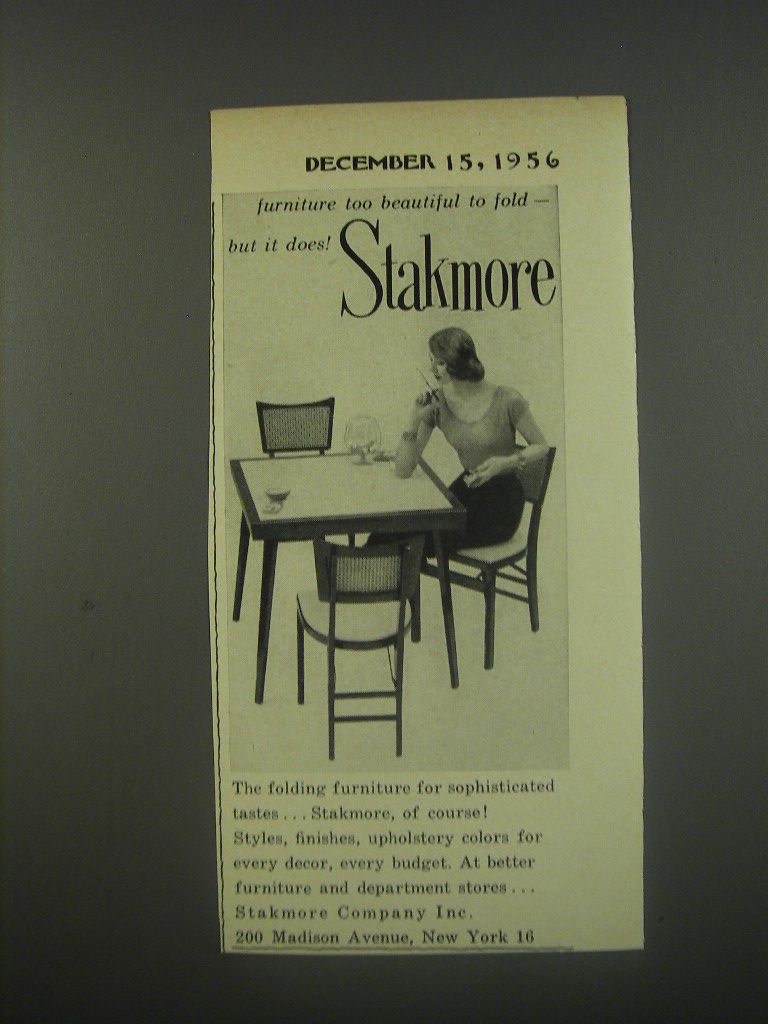 DECEMBER 15, 1956
furniture too beautiful to fold —
but it does! Stakmore
The folding furniture for sophisticated
tastes . . . Stakmore, of course!
Styles, finishes, upholstery colors for
every decor, every budget. At better
furniture and department stores . . .
Stakmore Company Inc.
200 Madison Avenue, New York 16